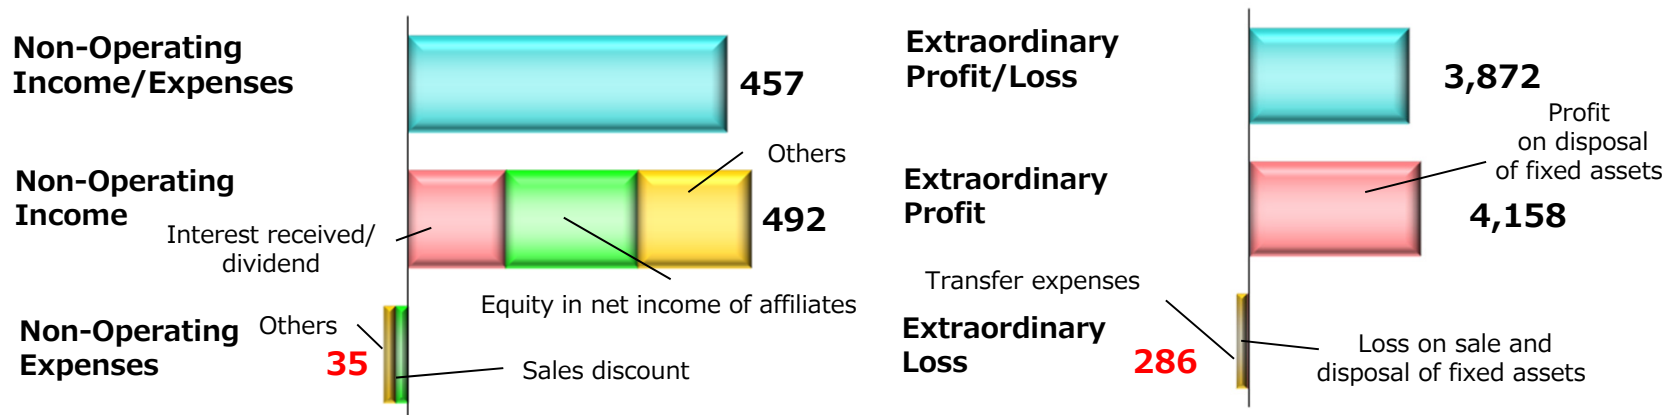 Non-Operating
Income/Expenses
457
Others
Non-Operating
Income
492
Interest received/
dividend
Equity in net income of affiliates
Non-Operating
Expenses
Others
35
Sales discount
Extraordinary
Profit/Loss
3,872
Profit
on disposal
of fixed assets
Extraordinary
Profit
4,158
Transfer expenses
Extraordinary
Loss
286
Loss on sale and
disposal of fixed assets